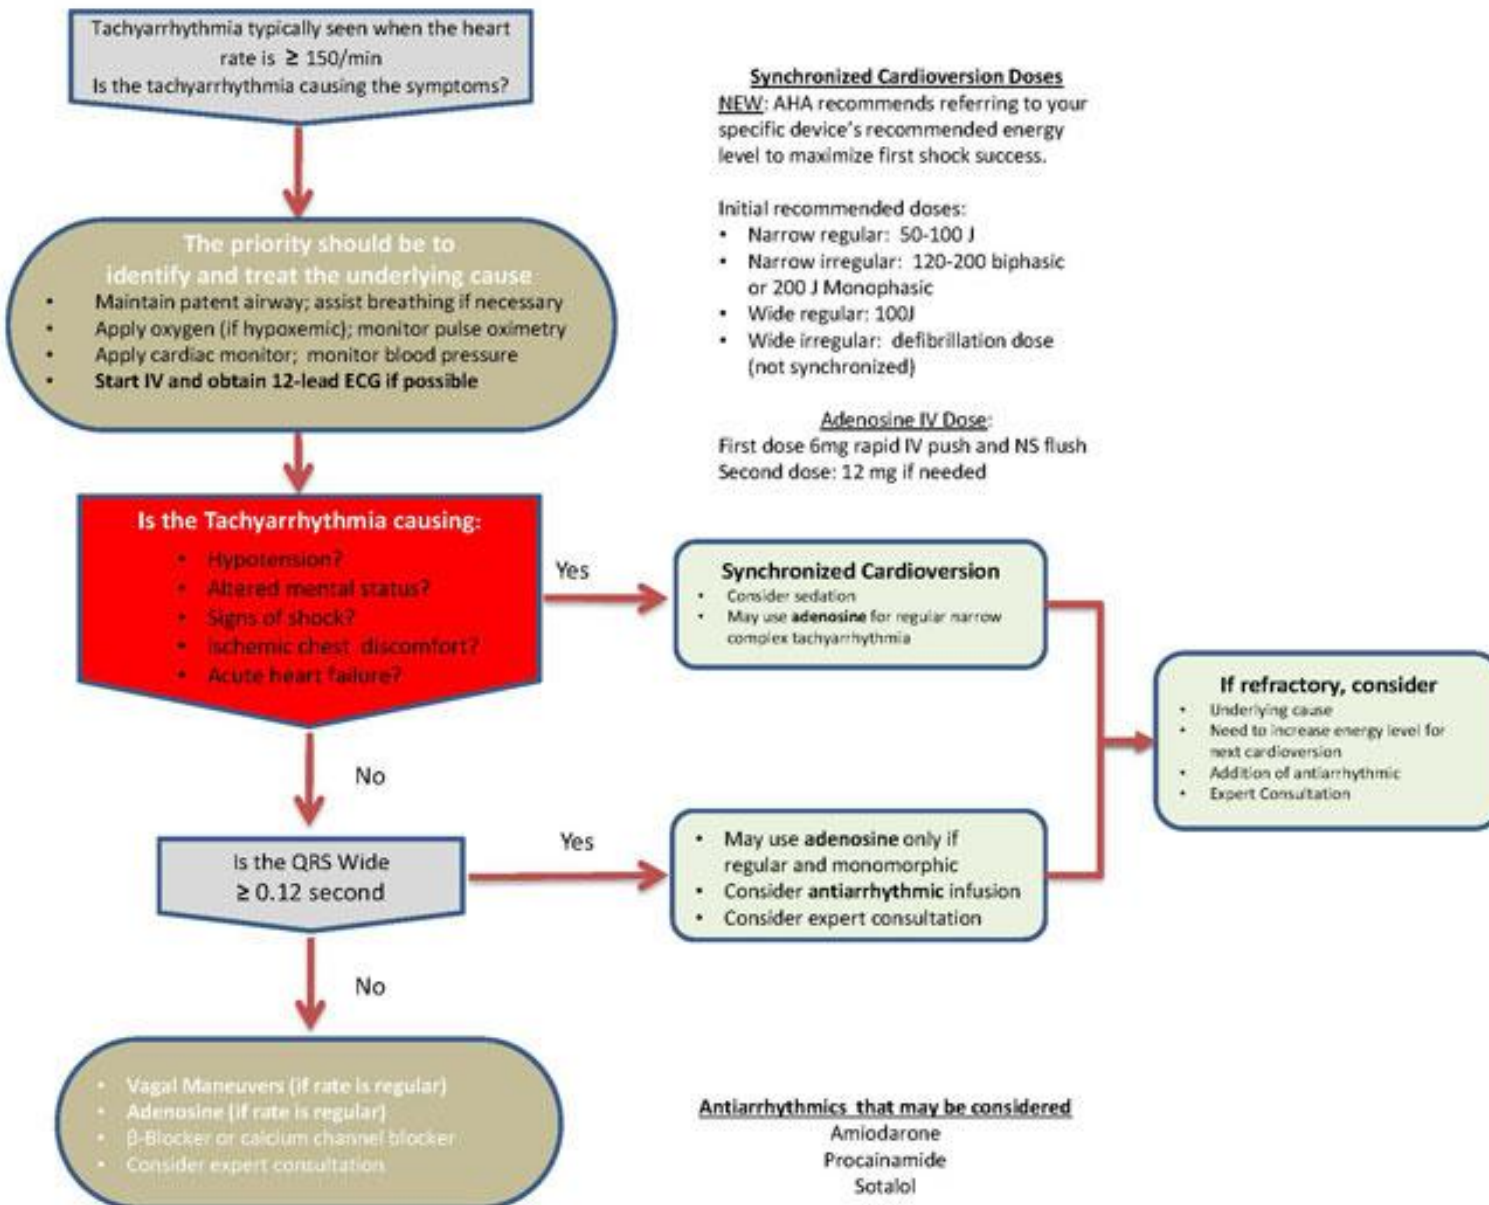 Tachyarrhythmia typically seen when the heart
rate is ≥ 150/min
Is the tachyarrhythmia causing the symptoms?
Synchronized Cardioversion Doses
NEW: AHA recommends referring to your
specific device's recommended energy
level to maximize first shock success.
Initial recommended doses:
• Narrow regular: 50-100 J
• Narrow irregular: 120-200 biphasic
or 200 J Monophasic
• Wide regular: 100J
• Wide irregular: defibrillation dose
(not synchronized)
Adenosine IV Dose:
First dose 6mg rapid IV push and NS flush
Second dose: 12 mg if needed
The priority should be to
identify and treat the underlying cause
• Maintain patent airway; assist breathing if necessary
• Apply oxygen (if hypoxemic); monitor pulse oximetry
• Apply cardiac monitor; monitor blood pressure
• Start IV and obtain 12-lead ECG if possible
Is the Tachyarrhythmia causing:
• Hypotension?
• Altered mental status?
• Signs of shock?
• Ischemic chest discomfort?
• Acute heart failure?
Yes
Synchronized Cardioversion
• Consider sedation
• May use adenosine for regular narrow
complex tachyarrhythmia
If refractory, consider
• Underlying cause
• Need to increase energy level for
next cardioversion
• Addition of antiarrhythmic
• Expert Consultation
No
Is the QRS Wide
≥ 0.12 second
Yes
• May use adenosine only if
regular and monomorphic
• Consider antiarrhythmic infusion
• Consider expert consultation
No
• Vagal Maneuvers (if rate is regular)
• Adenosine (if rate is regular)
• β-Blocker or calcium channel blocker
• Consider expert consultation
Antiarrhythmics that may be considered
Amiodarone
Procainamide
Sotalol